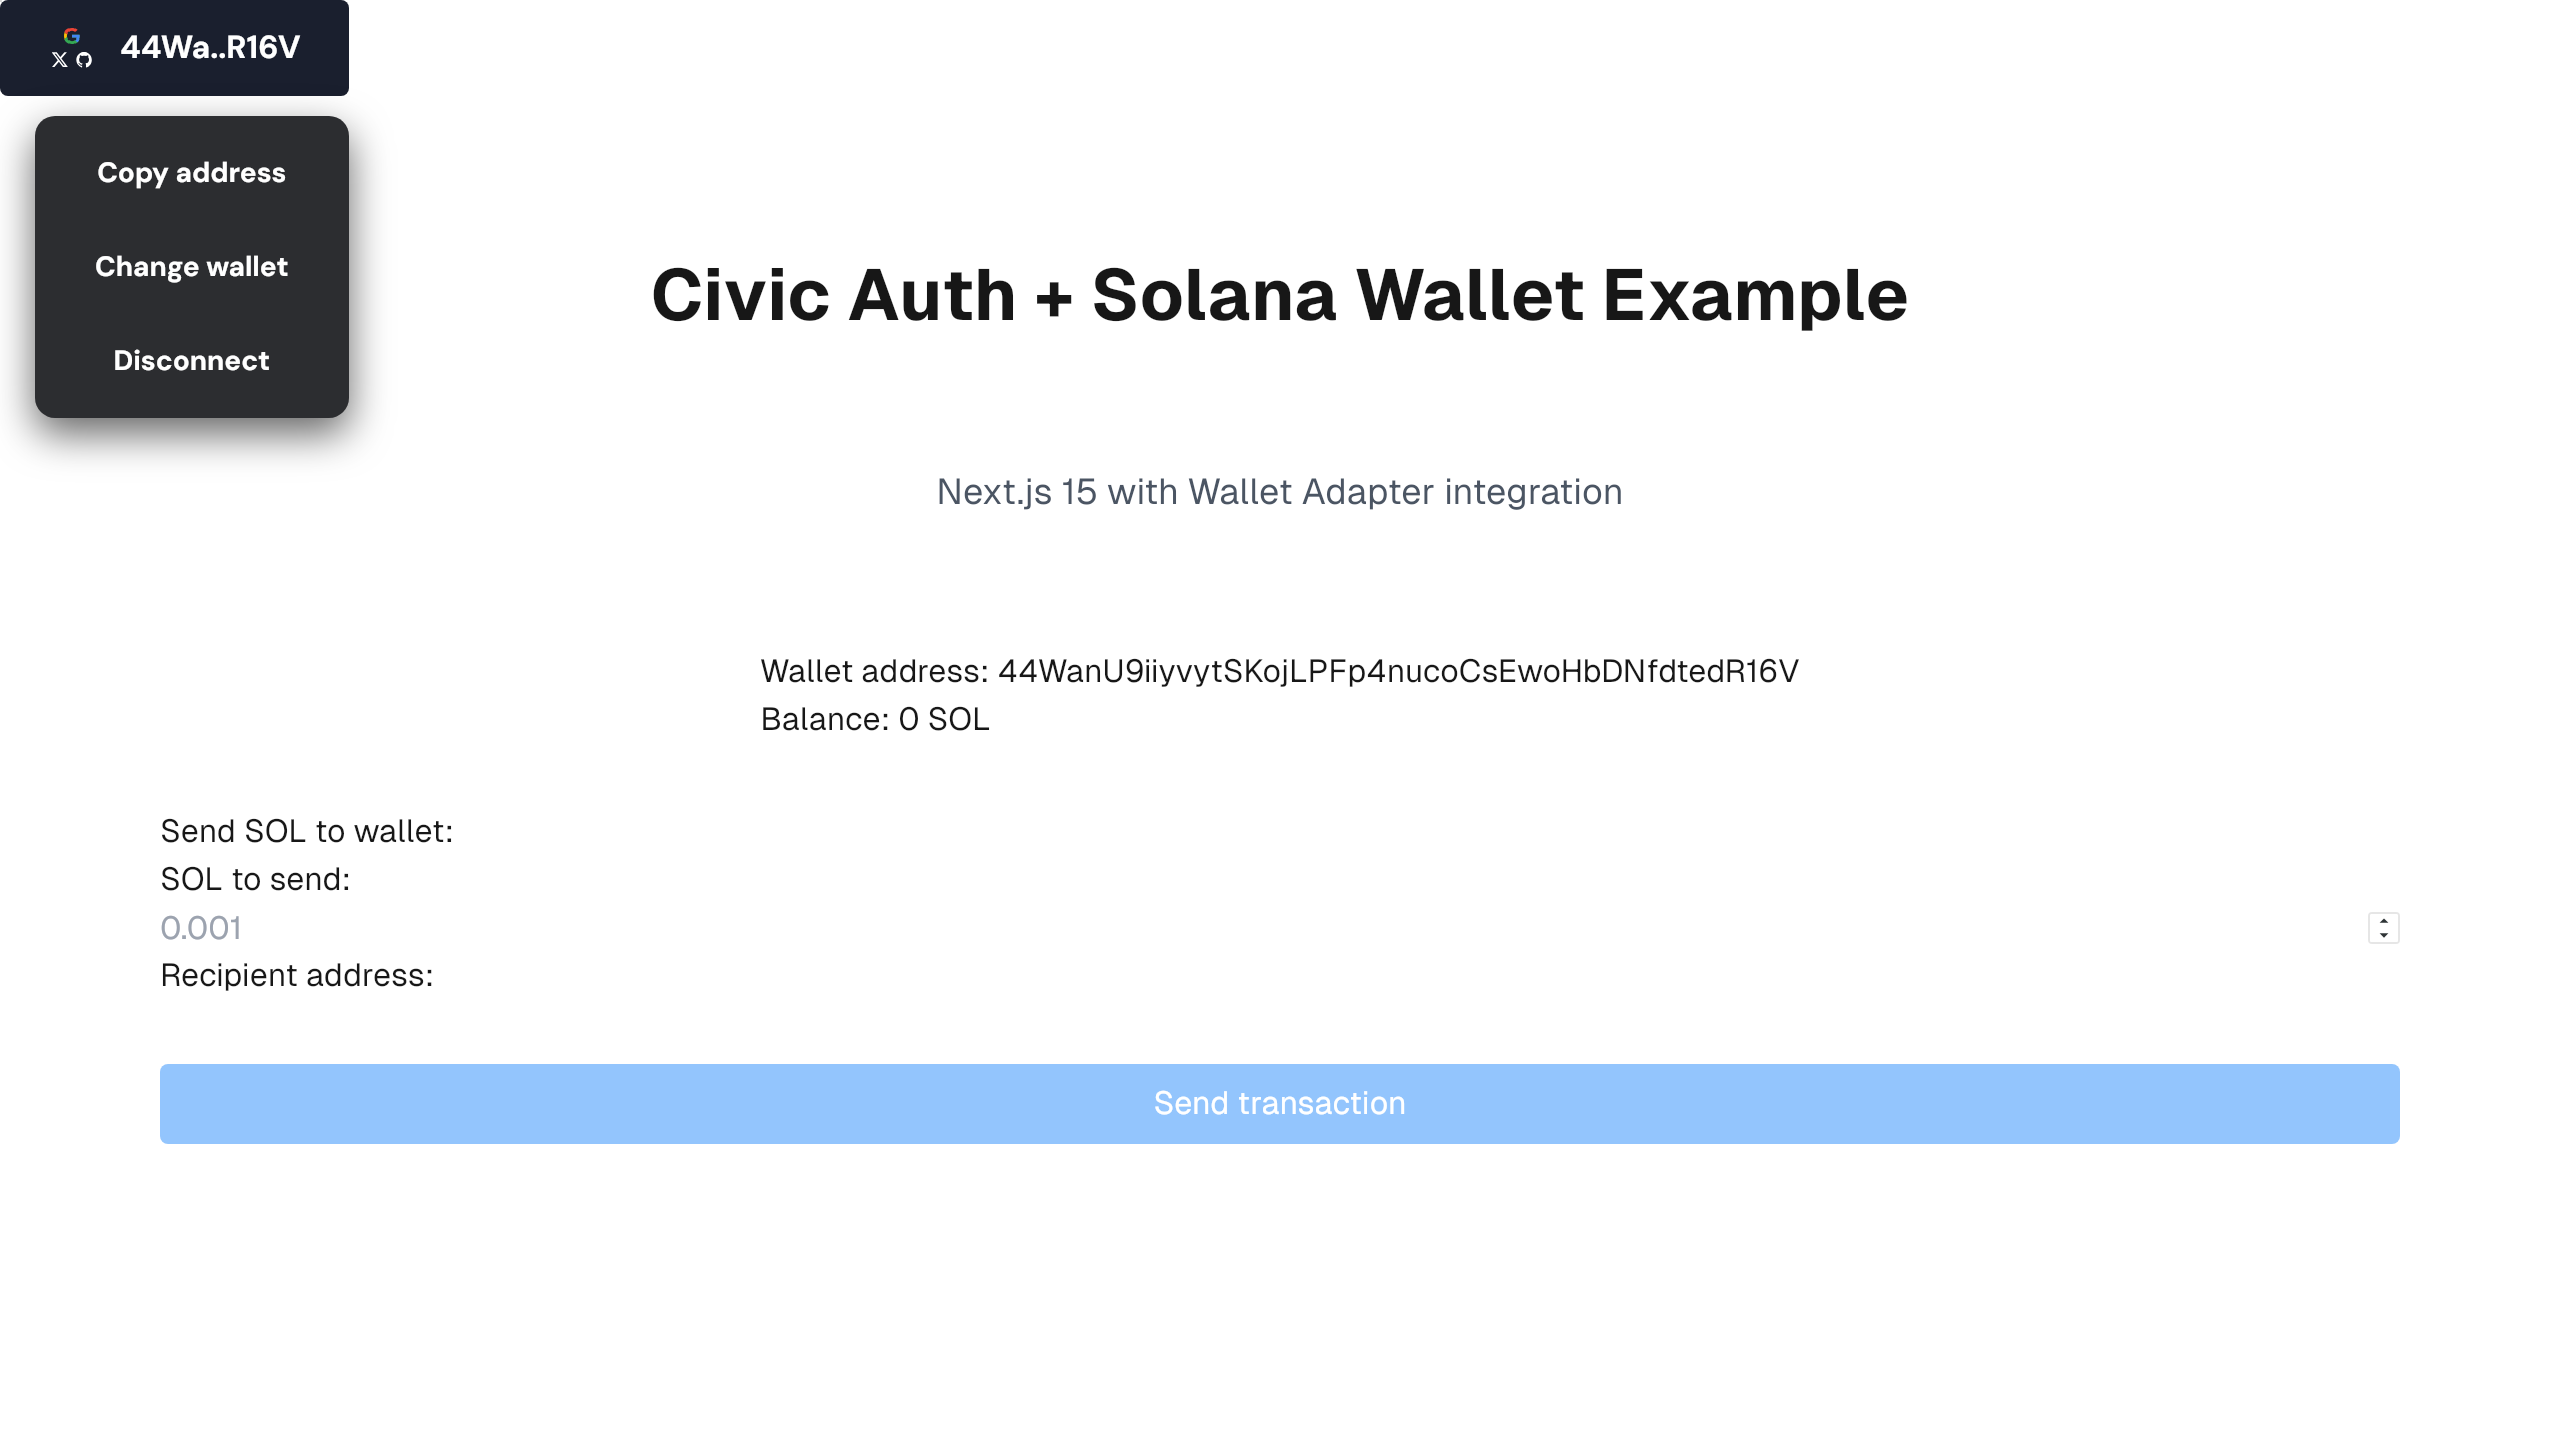 44Wa..R16V
Copy address
Change wallet
Disconnect
Civic Auth + Solana Wallet Example
Next.js 15 with Wallet Adapter integration
Wallet address: 44WanU9iiyvytSKojLPFp4nucoCsEwoHbDNfdtedR16V
Balance: 0 SOL
Send SOL to wallet:
SOL to send:
0.001
Recipient address:
Send transaction